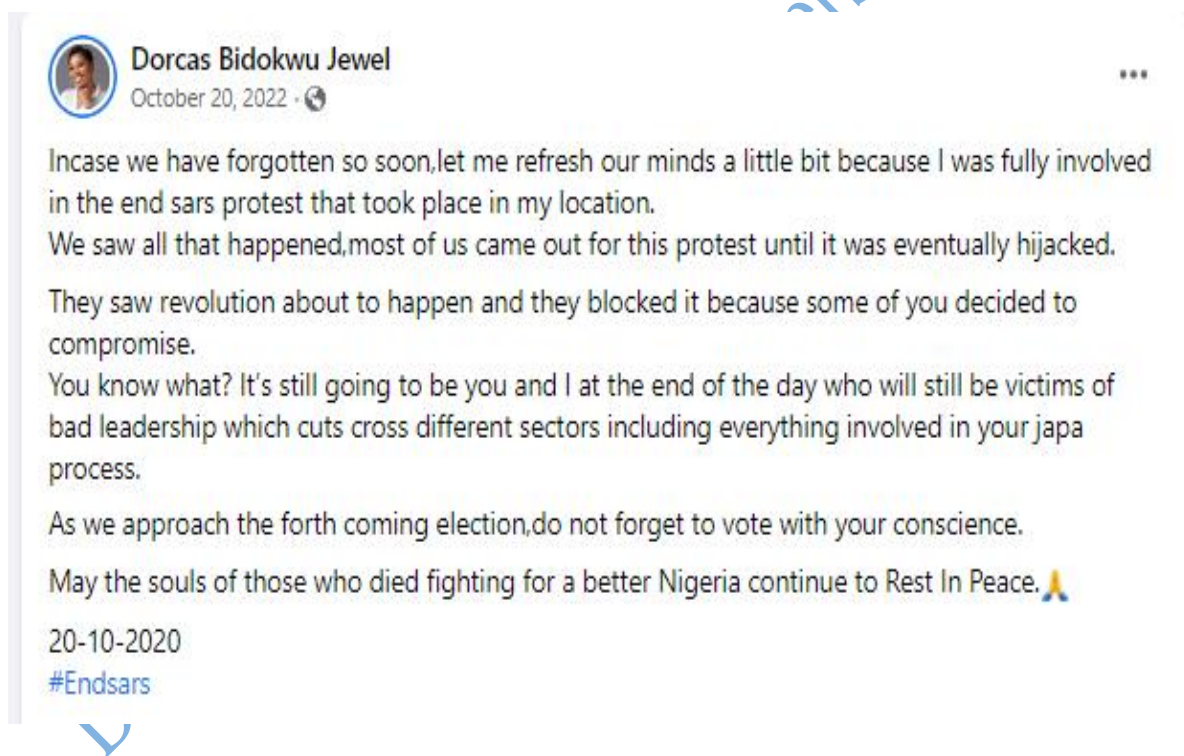 Dorcas Bidokwu Jewel
October 20, 2022 ·
Incase we have forgotten so soon,let me refresh our minds a little bit because I was fully involved
in the end sars protest that took place in my location.
We saw all that happened,most of us came out for this protest until it was eventually hijacked.
They saw revolution about to happen and they blocked it because some of you decided to
compromise.
You know what? It's still going to be you and I at the end of the day who will still be victims of
bad leadership which cuts cross different sectors including everything involved in your japa
process.
As we approach the forth coming election,do not forget to vote with your conscience.
May the souls of those who died fighting for a better Nigeria continue to Rest In Peace.🙏
20-10-2020
#Endsars